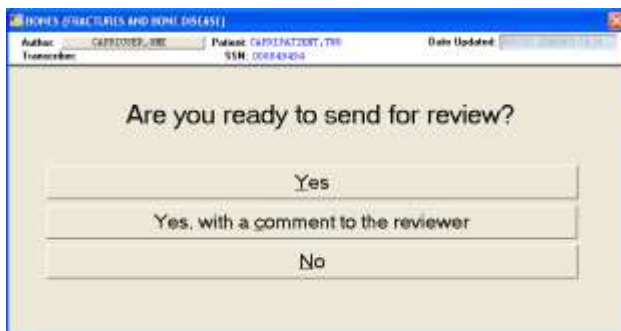 BONES (FRACTURES AND BONE DISEASE)
Author: CAPRIUSER, ONE Patient: CAPRIPATIENT, TWO Date Updated:
Transcriber: SSN:
Are you ready to send for review?
Yes
Yes, with a comment to the reviewer
No